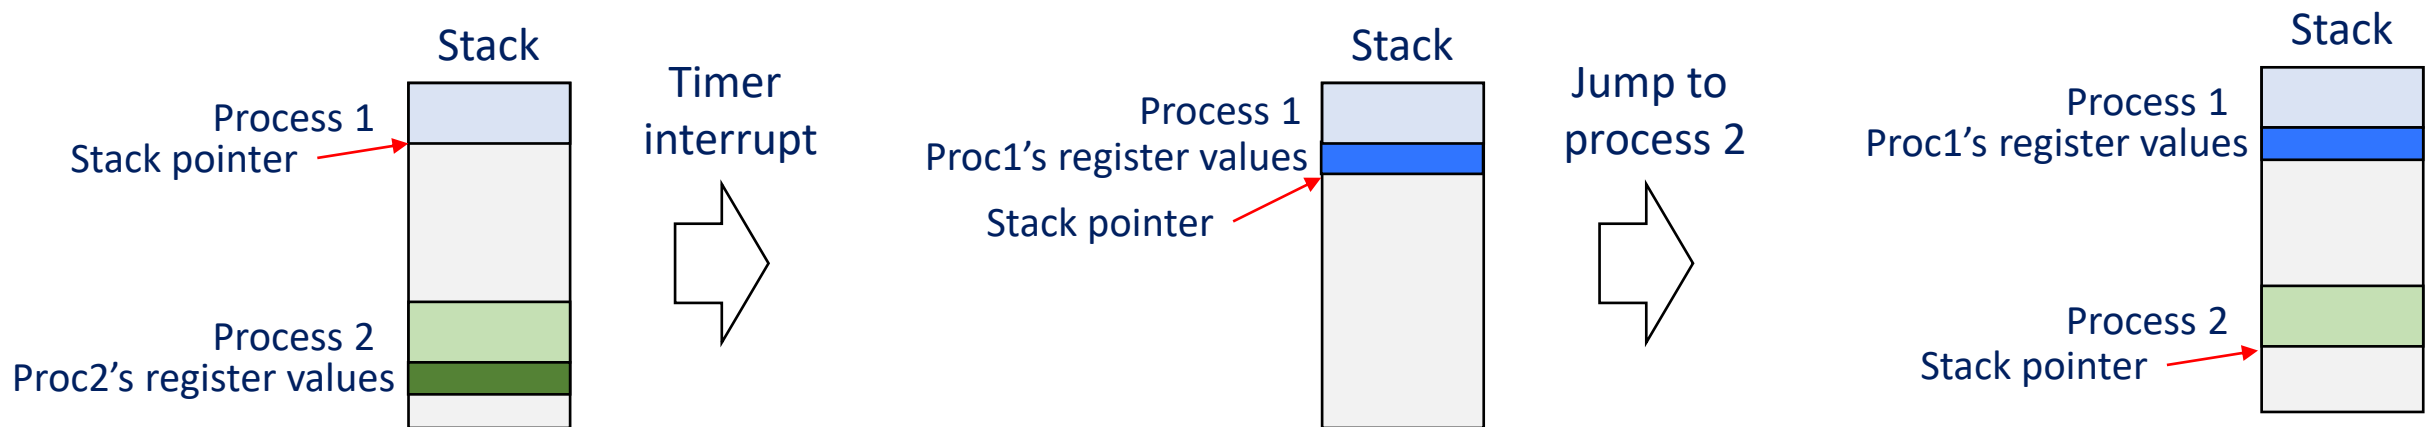 Stack
Process 1
Stack pointer
Process 2
Proc2's register values
Timer
interrupt
Stack
Process 1
Proc1's register values
Stack pointer
Jump to
process 2
Stack
Process 1
Proc1's register values
Process 2
Stack pointer